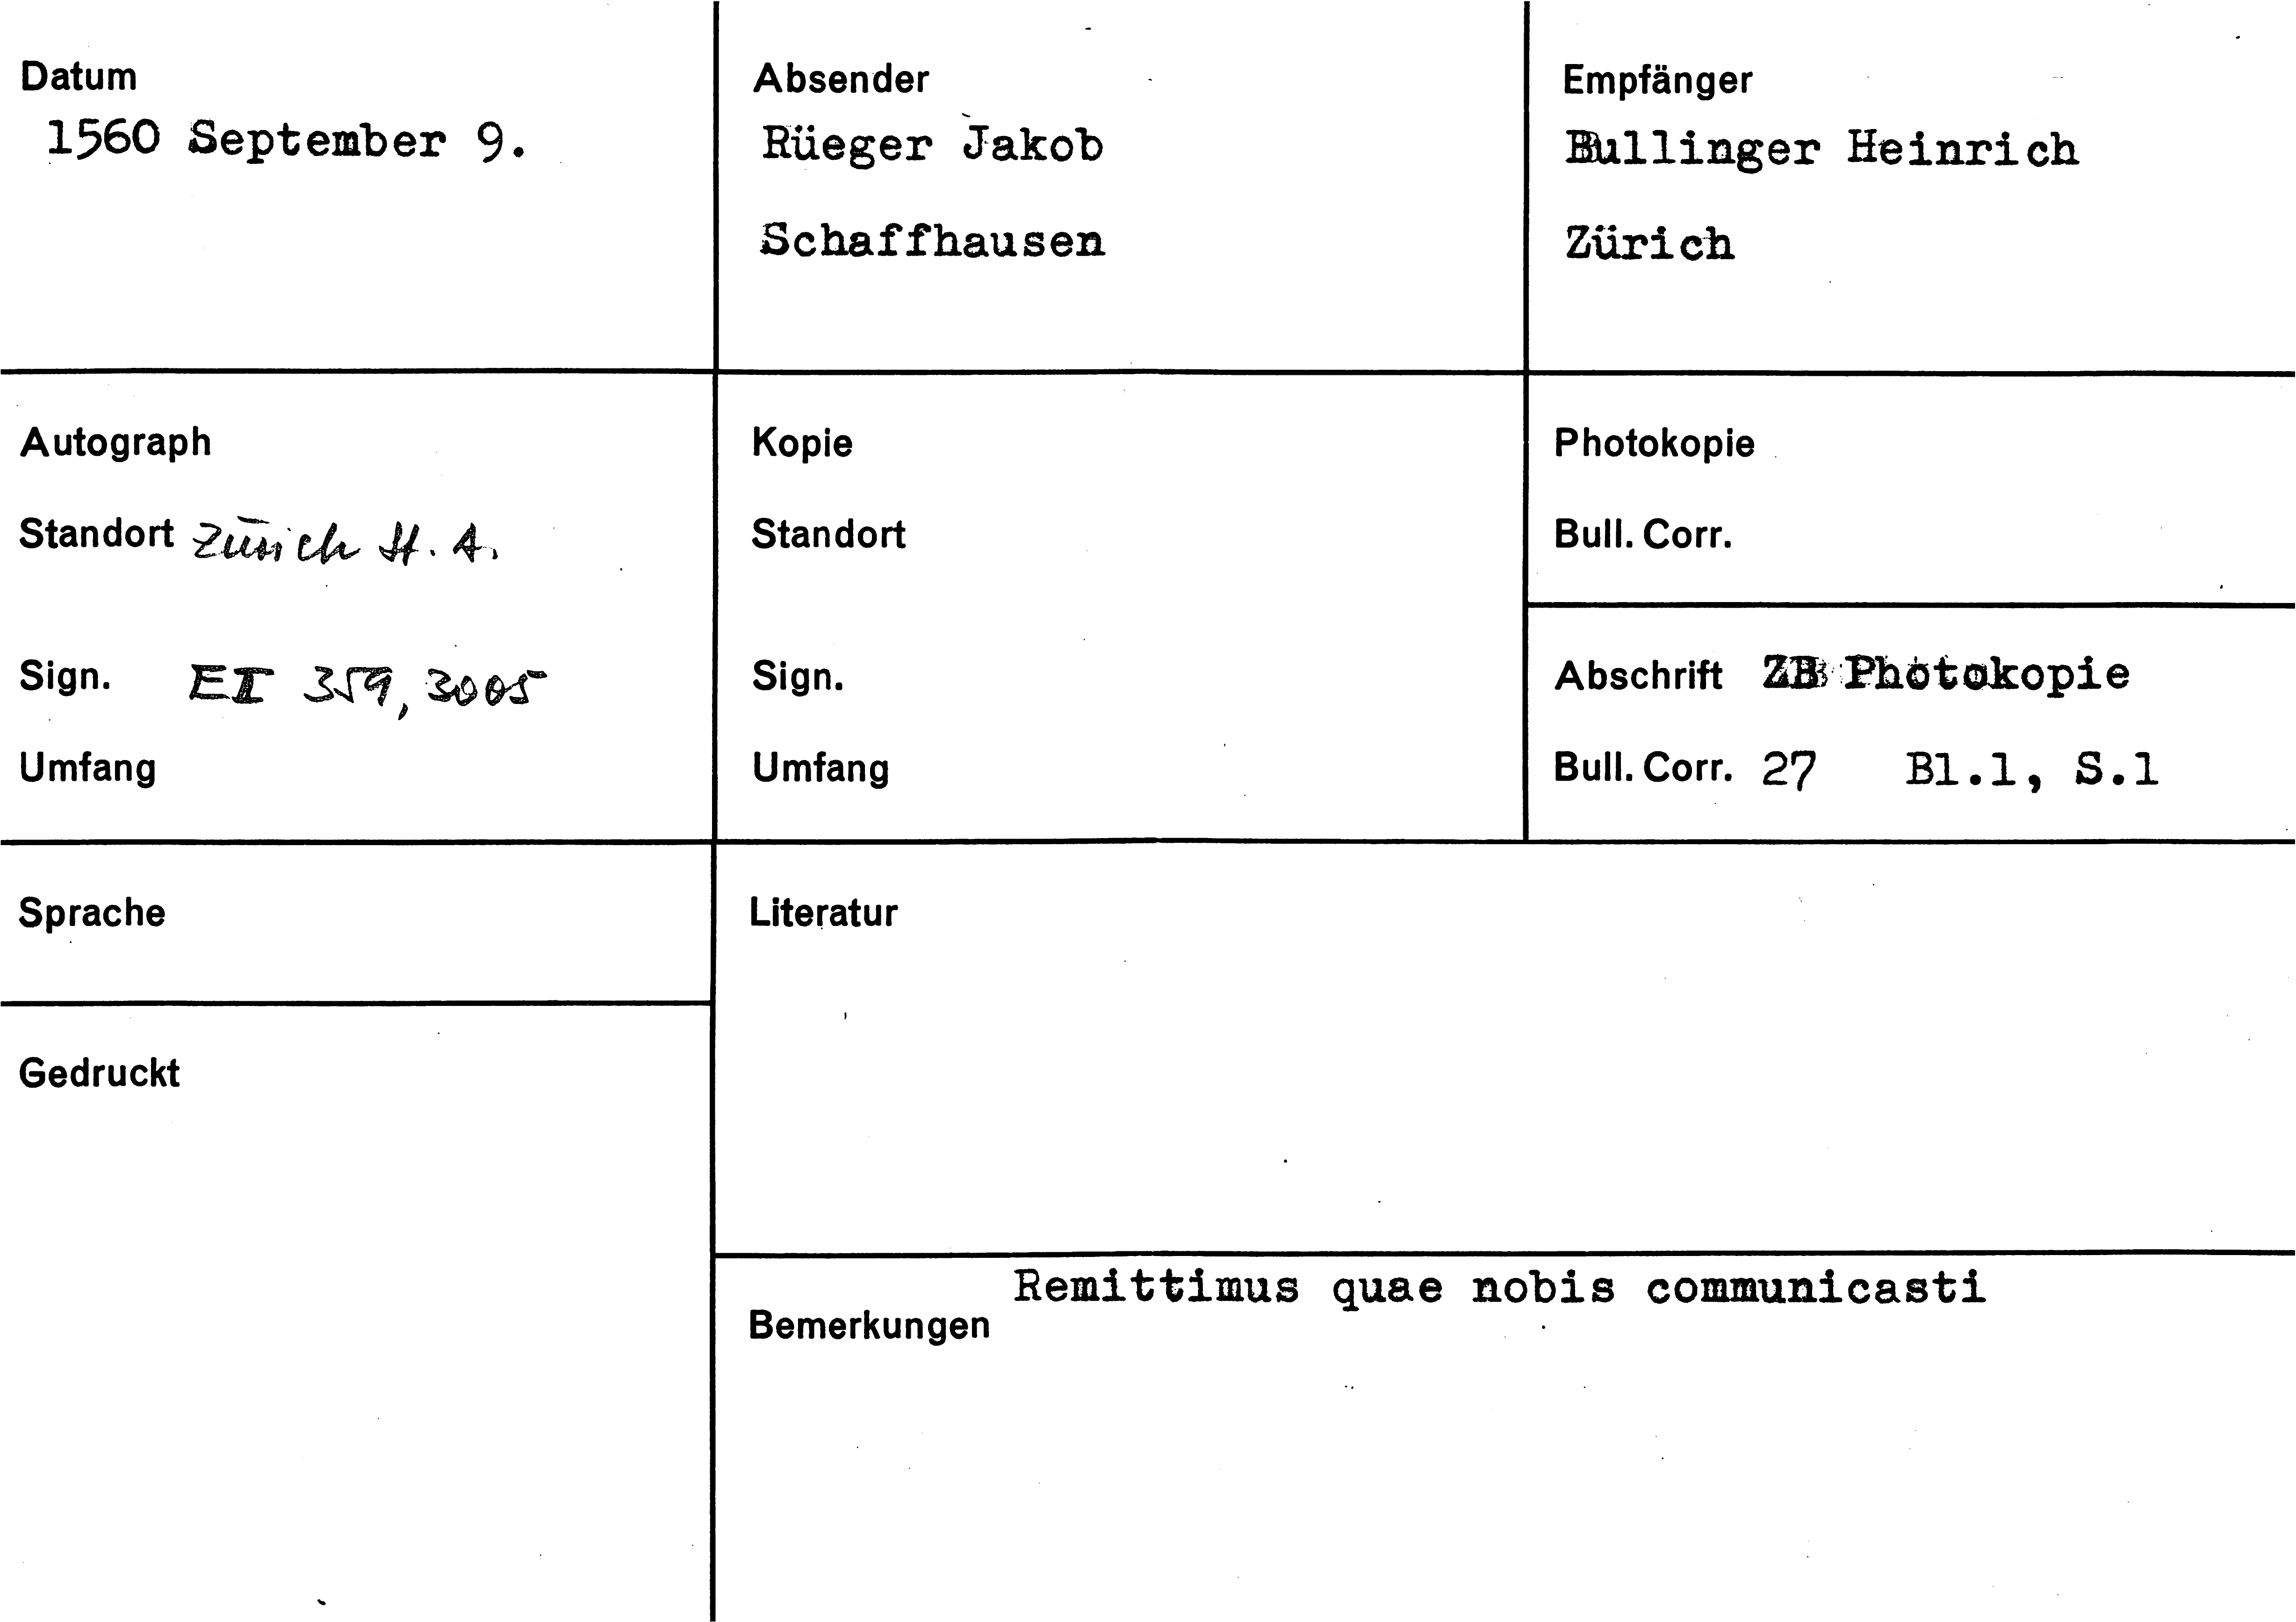 Datum
1560 September 9.
Absender
Rüeger Jakob
Schaffhausen
Empfänger
Bullinger Heinrich
Zürich
Autograph
Standort Zürich St. A.
Sign. EI 359, 3005
Umfang
Kopie
Standort
Sign.
Umfang
Photokopie
Bull. Corr.
Abschrift ZB Photokopie
Bull. Corr. 27 Bl.1, S.1
Sprache
Gedruckt
Literatur
Remittimus quae nobis communicasti
Bemerkungen